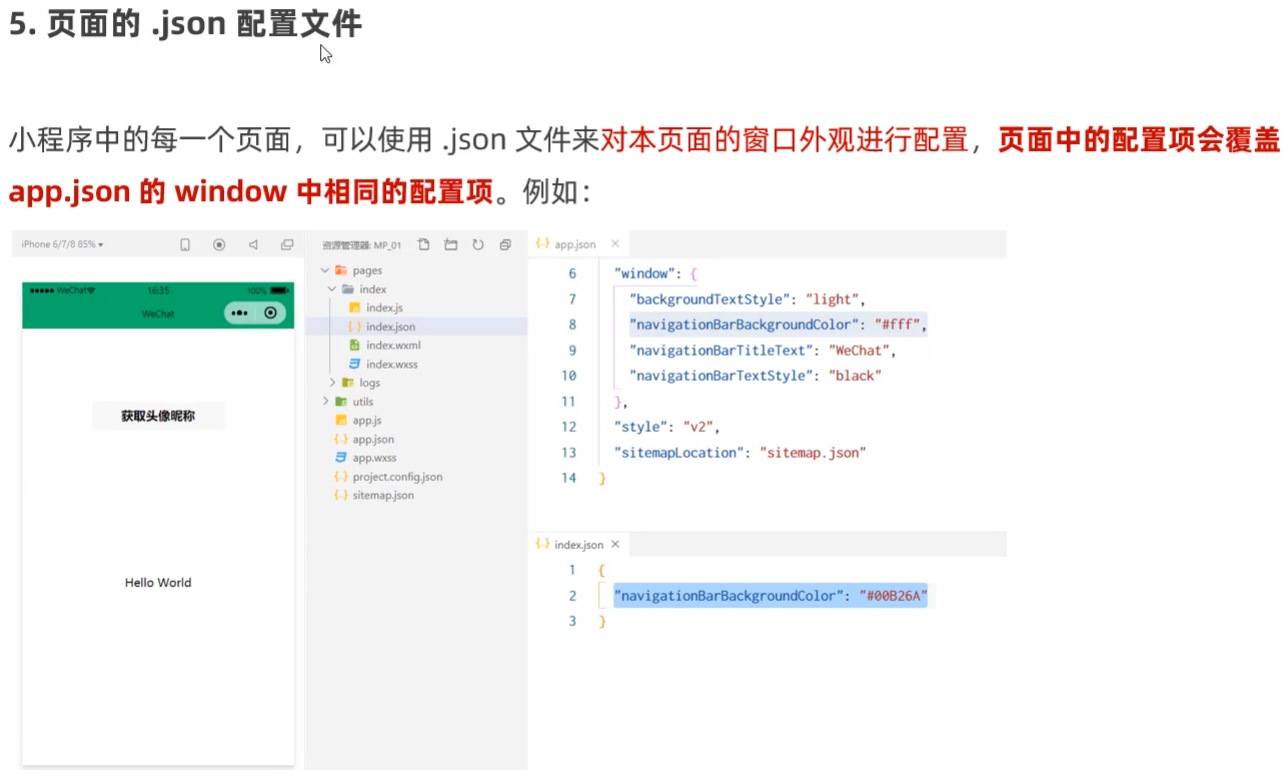 5. 页面的 .json 配置文件
小程序中的每一个页面，可以使用 .json 文件来对本页面的窗口外观进行配置，页面中的配置项会覆盖
app.json 的 window 中相同的配置项。例如：
iPhone 6/7/8 85%
WeChat
16:35
100%
WeChat
获取头像昵称
Hello World
资源管理器: MP_01
pages
index
index.js
index.json
index.wxml
index.wxss
logs
utils
app.js
app.json
app.wxss
project.config.json
sitemap.json
{..} app.json ×
6 "window": {
7 "backgroundTextStyle": "light",
8 "navigationBarBackgroundColor": "#fff",
9 "navigationBarTitleText": "WeChat",
10 "navigationBarTextStyle": "black"
11 },
12 "style": "v2",
13 "sitemapLocation": "sitemap.json"
14 }
{..} index.json ×
1 {
2 "navigationBarBackgroundColor": "#00B26A"
3 }